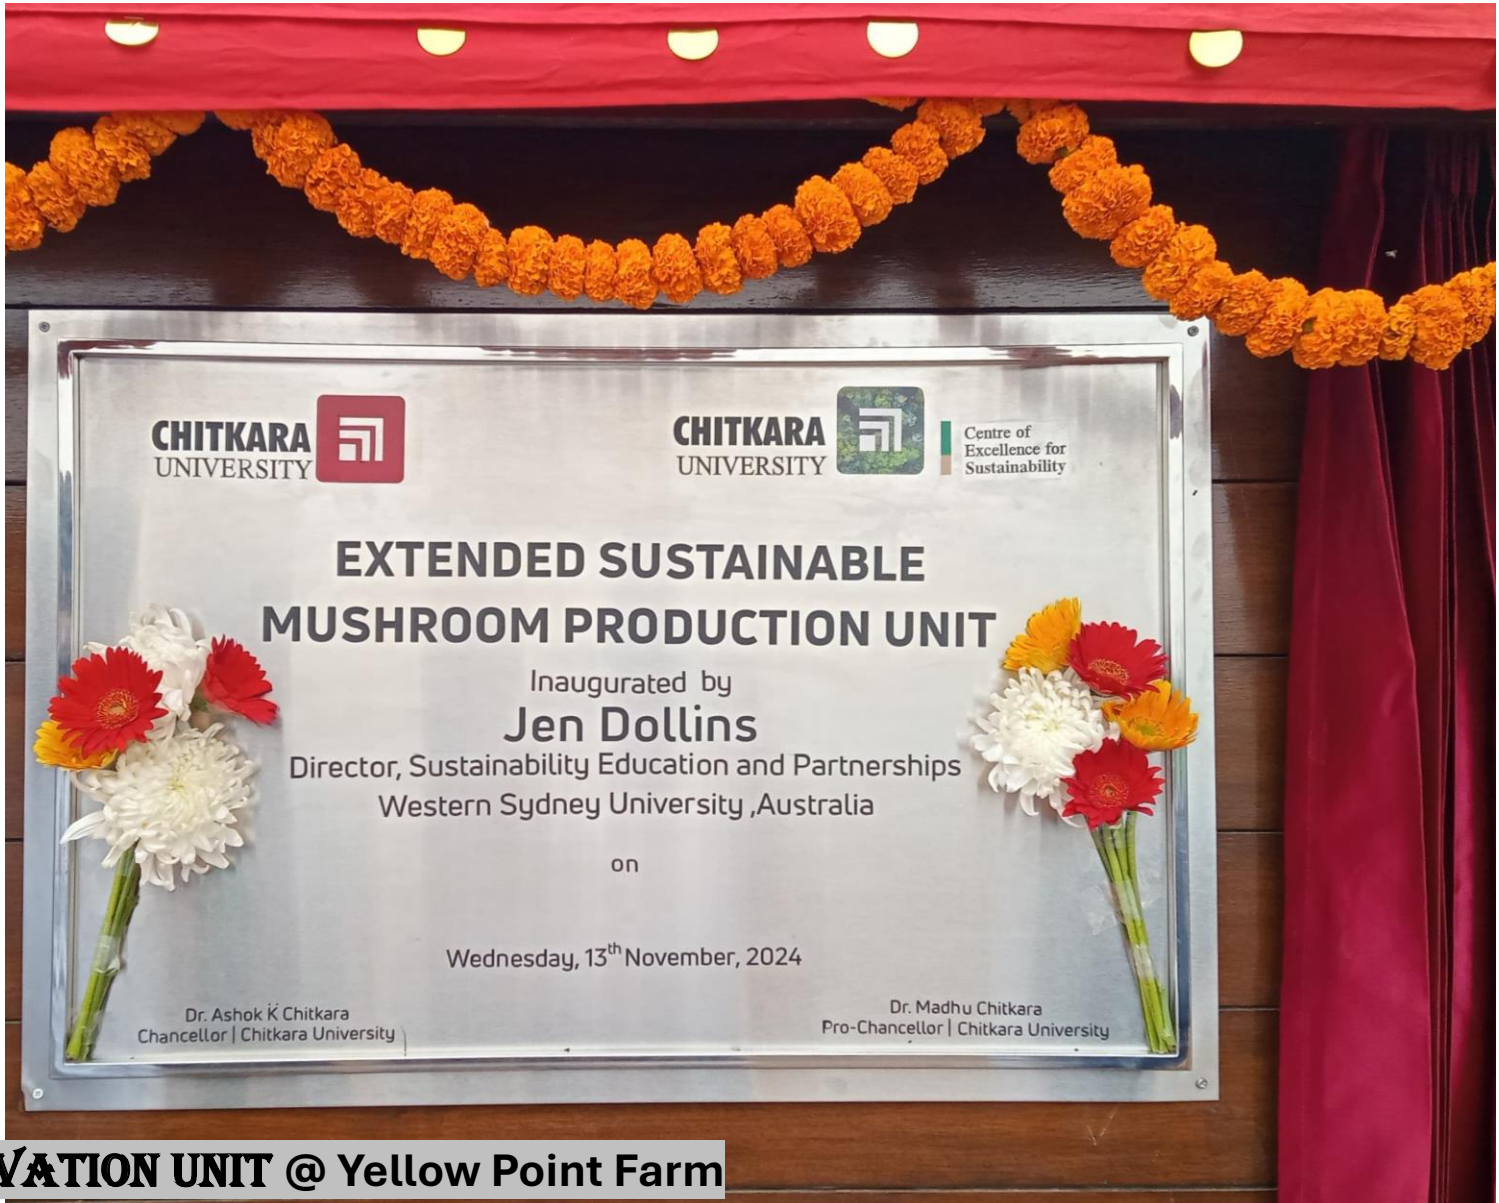 CHITKARA
UNIVERSITY
CHITKARA
UNIVERSITY
Centre of
Excellence for
Sustainability
EXTENDED SUSTAINABLE
MUSHROOM PRODUCTION UNIT
Inaugurated by
Jen Dollins
Director, Sustainability Education and Partnerships
Western Sydney University ,Australia
on
Wednesday, 13th November, 2024
Dr. Ashok K Chitkara
Chancellor | Chitkara University
Dr. Madhu Chitkara
Pro-Chancellor | Chitkara University
VATION UNIT @ Yellow Point Farm